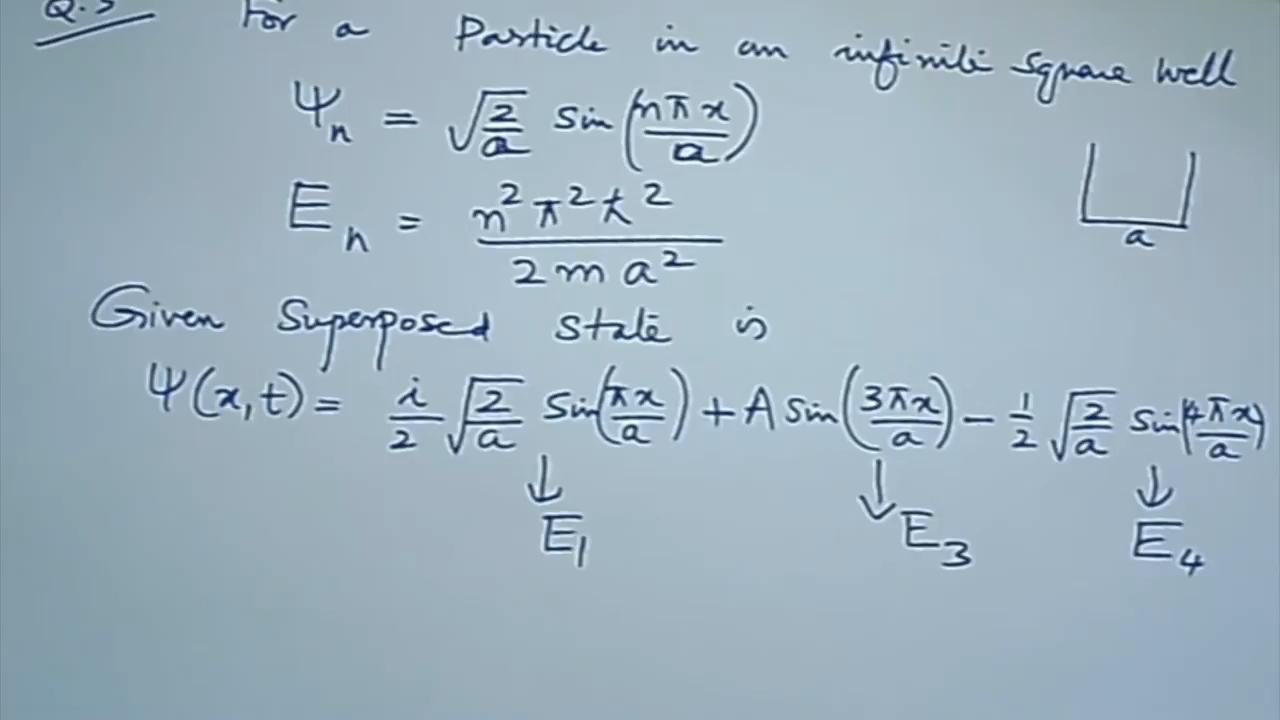 Q.3
For a Particle in an infinite Square Well
Ψn = √(2/a) sin(nπx/a)
En = n²π²ħ²/2ma²
a
Given Superposed state is
Ψ(x,t) = i/2 √(2/a) Sin(πx/a) + A Sin(3πx/a) − 1/2 √(2/a) Sin(4πx/a)
↓ ↓ ↓
E₁ E₃ E₄